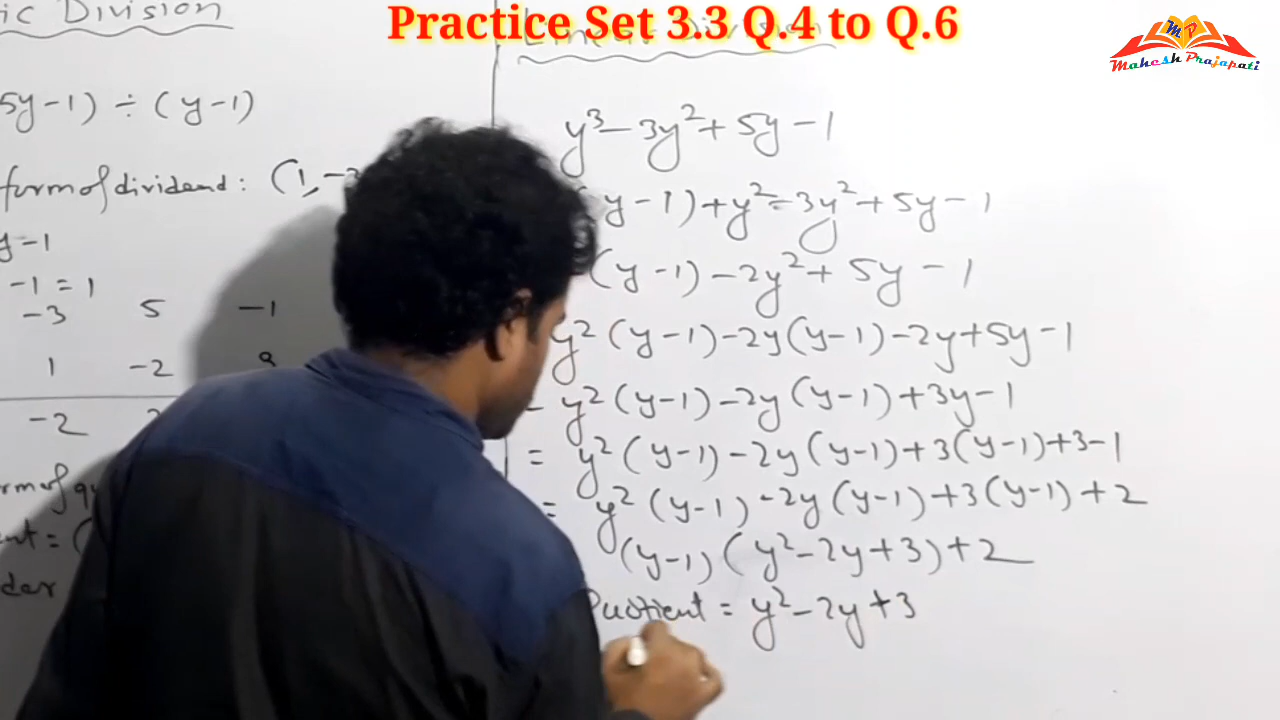 Practice Set 3.3 Q.4 to Q.6
Mahesh Prajapati
ic Division
5y-1) ÷ (y-1)
form of dividend: (1, -3
y-1
-1 = 1
-3 5 -1
1 -2
-2
y³ - 3y² + 5y - 1
(y-1) + y² - 3y² + 5y - 1
(y-1) - 2y² + 5y - 1
y² (y-1) - 2y (y-1) - 2y + 5y - 1
- y² (y-1) - 2y (y-1) + 3y - 1
= y² (y-1) - 2y (y-1) + 3 (y-1) + 3 - 1
= y² (y-1) - 2y (y-1) + 3 (y-1) + 2
(y-1) (y² - 2y + 3) + 2
Quotient = y² - 2y + 3